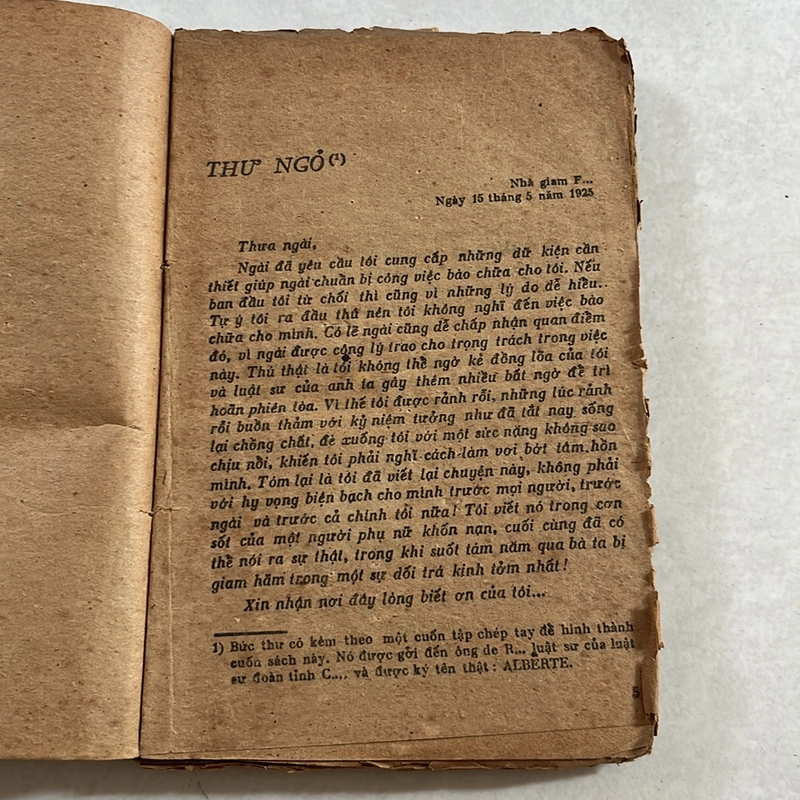 THƯ NGỎ (¹)
Nhà giam F...
Ngày 15 tháng 5 năm 1925
Thưa ngài,
Ngài đã yêu cầu tôi cung cấp những dữ kiện cần
thiết giúp ngài chuẩn bị công việc bào chữa cho tôi. Nếu
ban đầu tôi từ chối thì cũng vì những lý do dễ hiểu..
Tự ý tôi ra đầu thú nên tôi không nghĩ đến việc bào
chữa cho mình. Có lẽ ngài cũng dễ chấp nhận quan điểm
đó, vì ngài được công lý trao cho trọng trách trong việc
này. Thú thật là tôi không thể ngờ kẻ đồng lõa của tôi
và luật sư của anh ta gây thêm nhiều bất ngờ để trì
hoãn phiên tòa. Vì thế tôi được rảnh rỗi, những lúc rảnh
rỗi buồn thảm với kỷ niệm tưởng như đã tắt nay sống
lại chồng chất, đè xuống tôi với một sức nặng không sao
chịu nổi, khiến tôi phải nghĩ cách làm vơi bớt tâm hồn
mình. Tóm lại là tôi đã viết lại chuyện này, không phải
với hy vọng biện bạch cho mình trước mọi người, trước
ngài và trước cả chính tôi nữa! Tôi viết nó trong cơn
sốt của một người phụ nữ khốn nạn, cuối cùng đã có
thể nói ra sự thật, trong khi suốt tám năm qua bà ta bị
giam hãm trong một sự dối trá kinh tởm nhất!
Xin nhận nơi đây lòng biết ơn của tôi...
1) Bức thư có kèm theo một cuốn tập chép tay để hình thành
cuốn sách này. Nó được gởi đến ông de R... luật sư của luật
sư đoàn tỉnh C..., và được ký tên thật: ALBERTE.
5